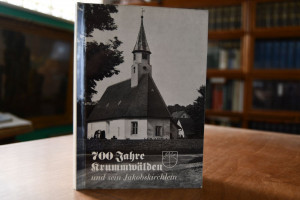 700 Jahre
Krummwälden
und sein Jakobskirchlein